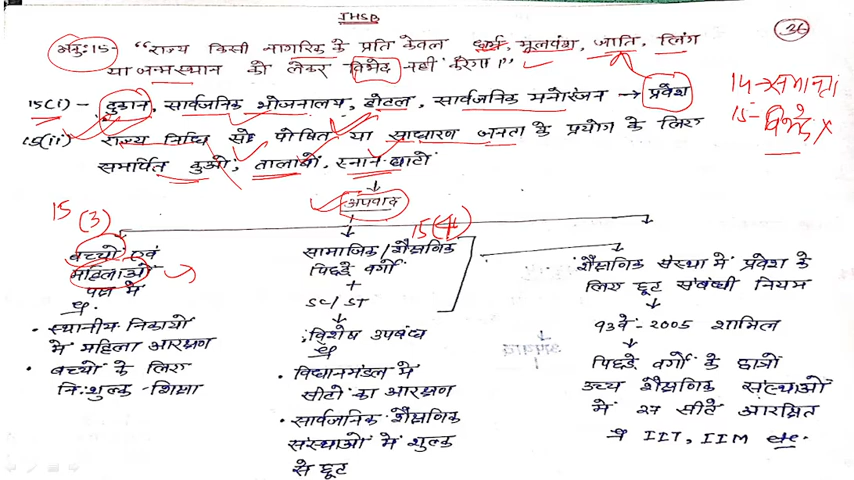 IHSP
36
अनु:15- "राज्य किसी नागरिक के प्रति केवल धर्म, मूलवंश, जाति, लिंग
या जन्मस्थान को लेकर विभेद नहीं करेगा।"
15(i) - दुकान, सार्वजनिक भोजनालय, होटल, सार्वजनिक मनोरंजन → प्रवेश
14→समानता
15- विभेद X
15(ii) राज्य निधि से पोषित या साधारण जनता के प्रयोग के लिए
समर्पित कुओं, तालाबों, स्नान घाटों
अपवाद
15 (3)
15(4)
बच्चों एवं
महिलाओं
पक्ष में
• स्थानीय निकायों
में महिला आरक्षण
• बच्चों के लिए
नि:शुल्क शिक्षा
सामाजिक/शैक्षणिक
पिछड़े वर्गों
+
SC/ST
विशेष उपबंध
• विधानमंडल में
सीटों का आरक्षण
• सार्वजनिक शैक्षणिक
संस्थाओं में शुल्क
से छूट
शैक्षणिक संस्था में प्रवेश के
लिए छूट संबंधी नियम
93वें-2005 शामिल
पिछड़े वर्गों के छात्रों
उच्च शैक्षणिक संस्थाओं
में 27 सीटें आरक्षित
→ IIT, IIM etc.